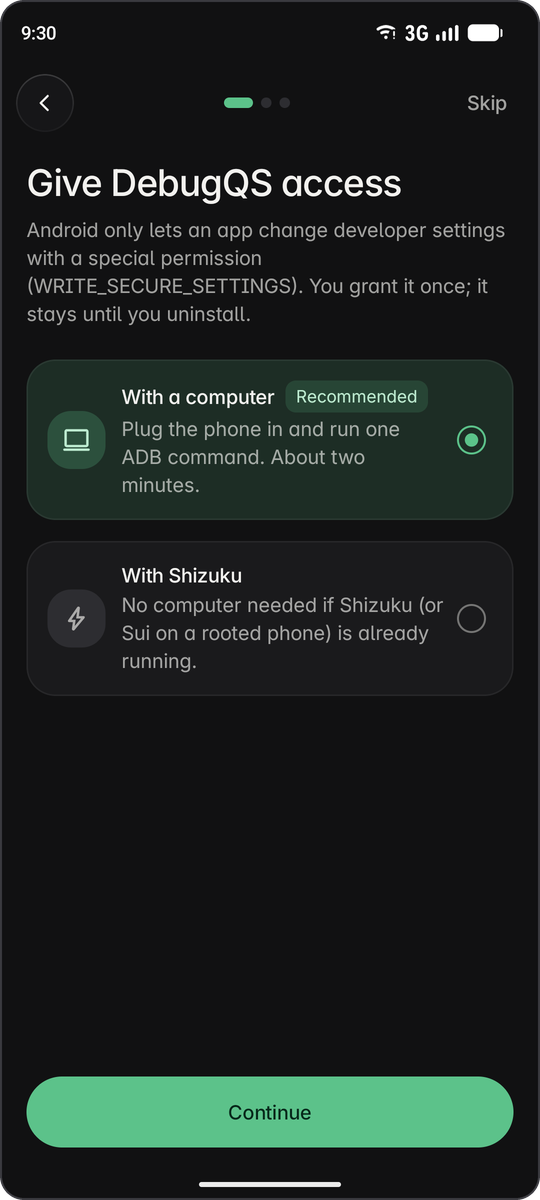 9:30
3G
Skip
Give DebugQS access
Android only lets an app change developer settings
with a special permission
(WRITE_SECURE_SETTINGS). You grant it once; it
stays until you uninstall.
With a computer Recommended
Plug the phone in and run one
ADB command. About two
minutes.
With Shizuku
No computer needed if Shizuku (or
Sui on a rooted phone) is already
running.
Continue